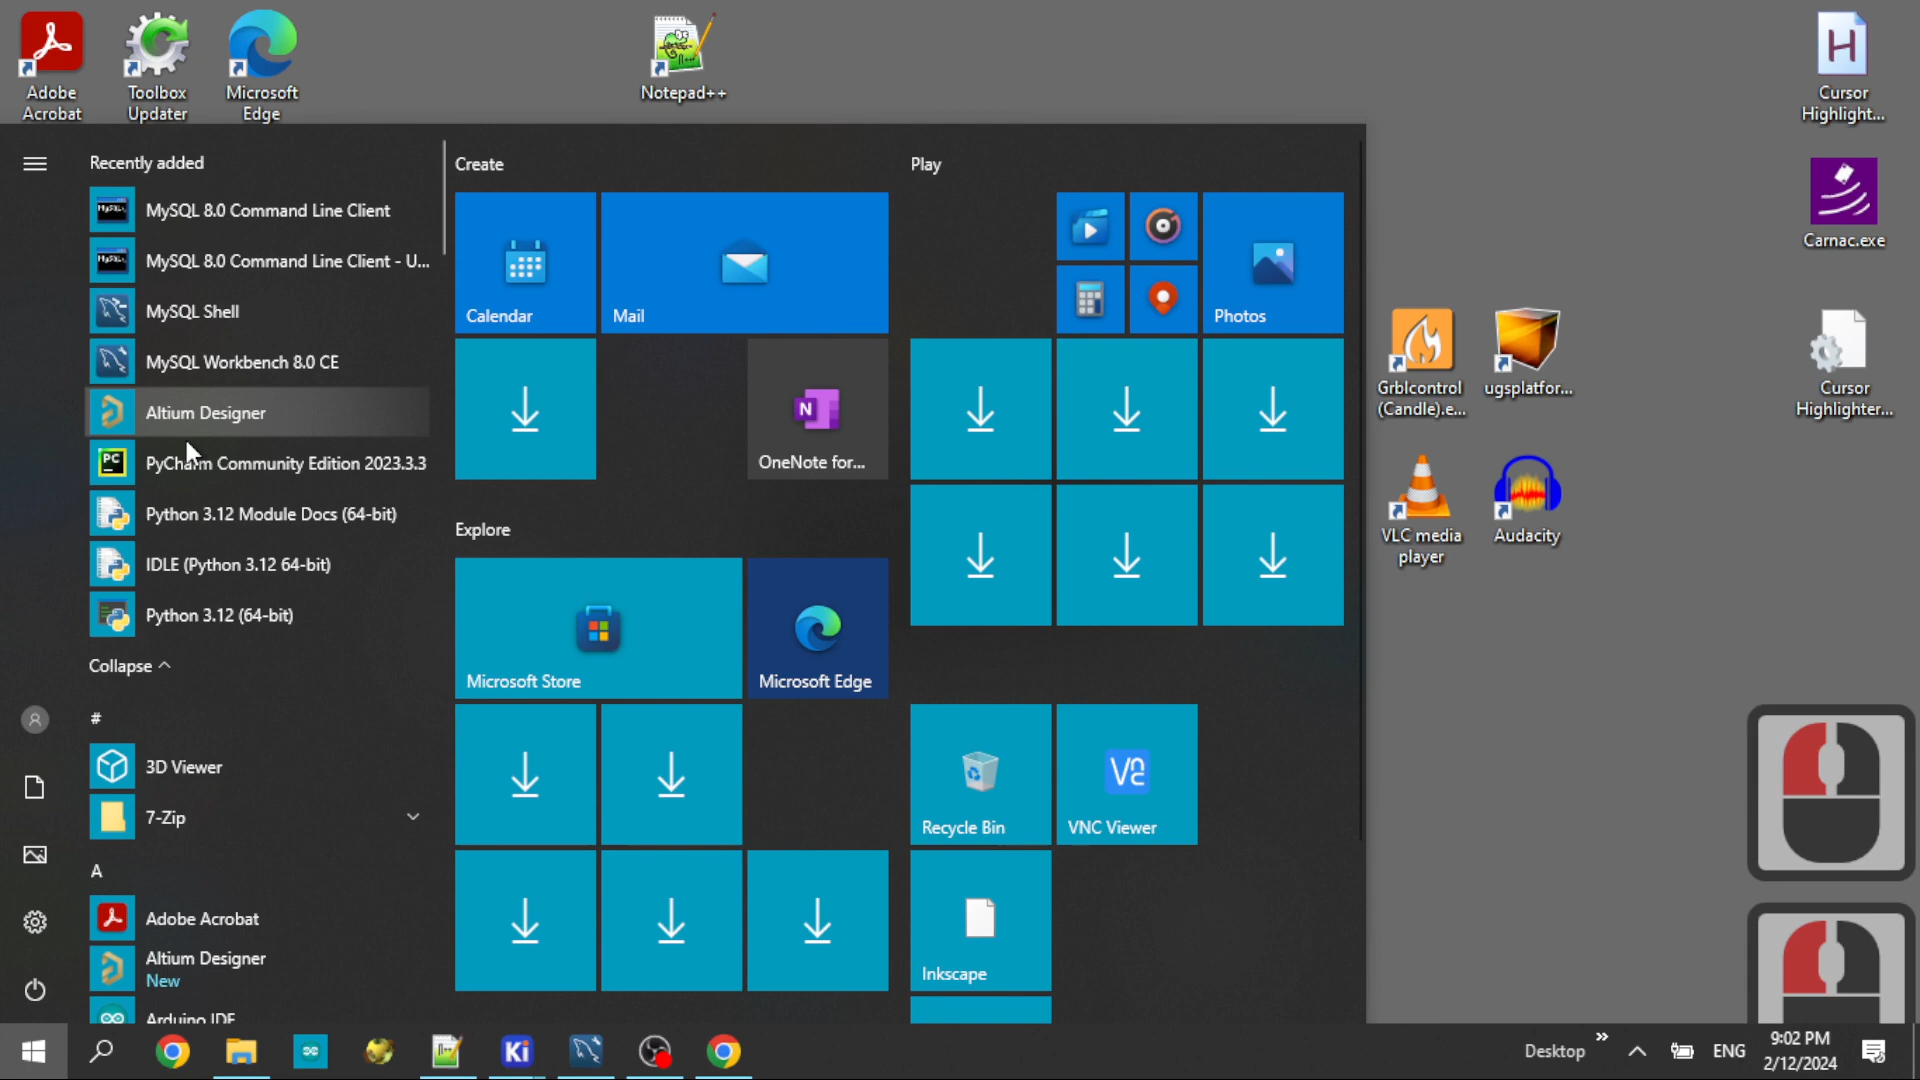 Adobe
Acrobat
Toolbox
Updater
Microsoft
Edge
Notepad++
H
Cursor
Highlight...
Recently added
MySQL 8.0 Command Line Client
MySQL 8.0 Command Line Client - U...
MySQL Shell
MySQL Workbench 8.0 CE
Altium Designer
PC
PyCharm Community Edition 2023.3.3
Python 3.12 Module Docs (64-bit)
IDLE (Python 3.12 64-bit)
Python 3.12 (64-bit)
Collapse
#
3D Viewer
7-Zip
A
Adobe Acrobat
Altium Designer
New
Arduino IDE
Create
Calendar
Mail
N
OneNote for...
Explore
Microsoft Store
Microsoft Edge
Play
Photos
Recycle Bin
VNC Viewer
Inkscape
Carnac.exe
Grblcontrol
(Candle).e...
ugsplatfor...
Cursor
Highlighter...
VLC media
player
Audacity
Ki
Desktop
ENG
9:02 PM
2/12/2024